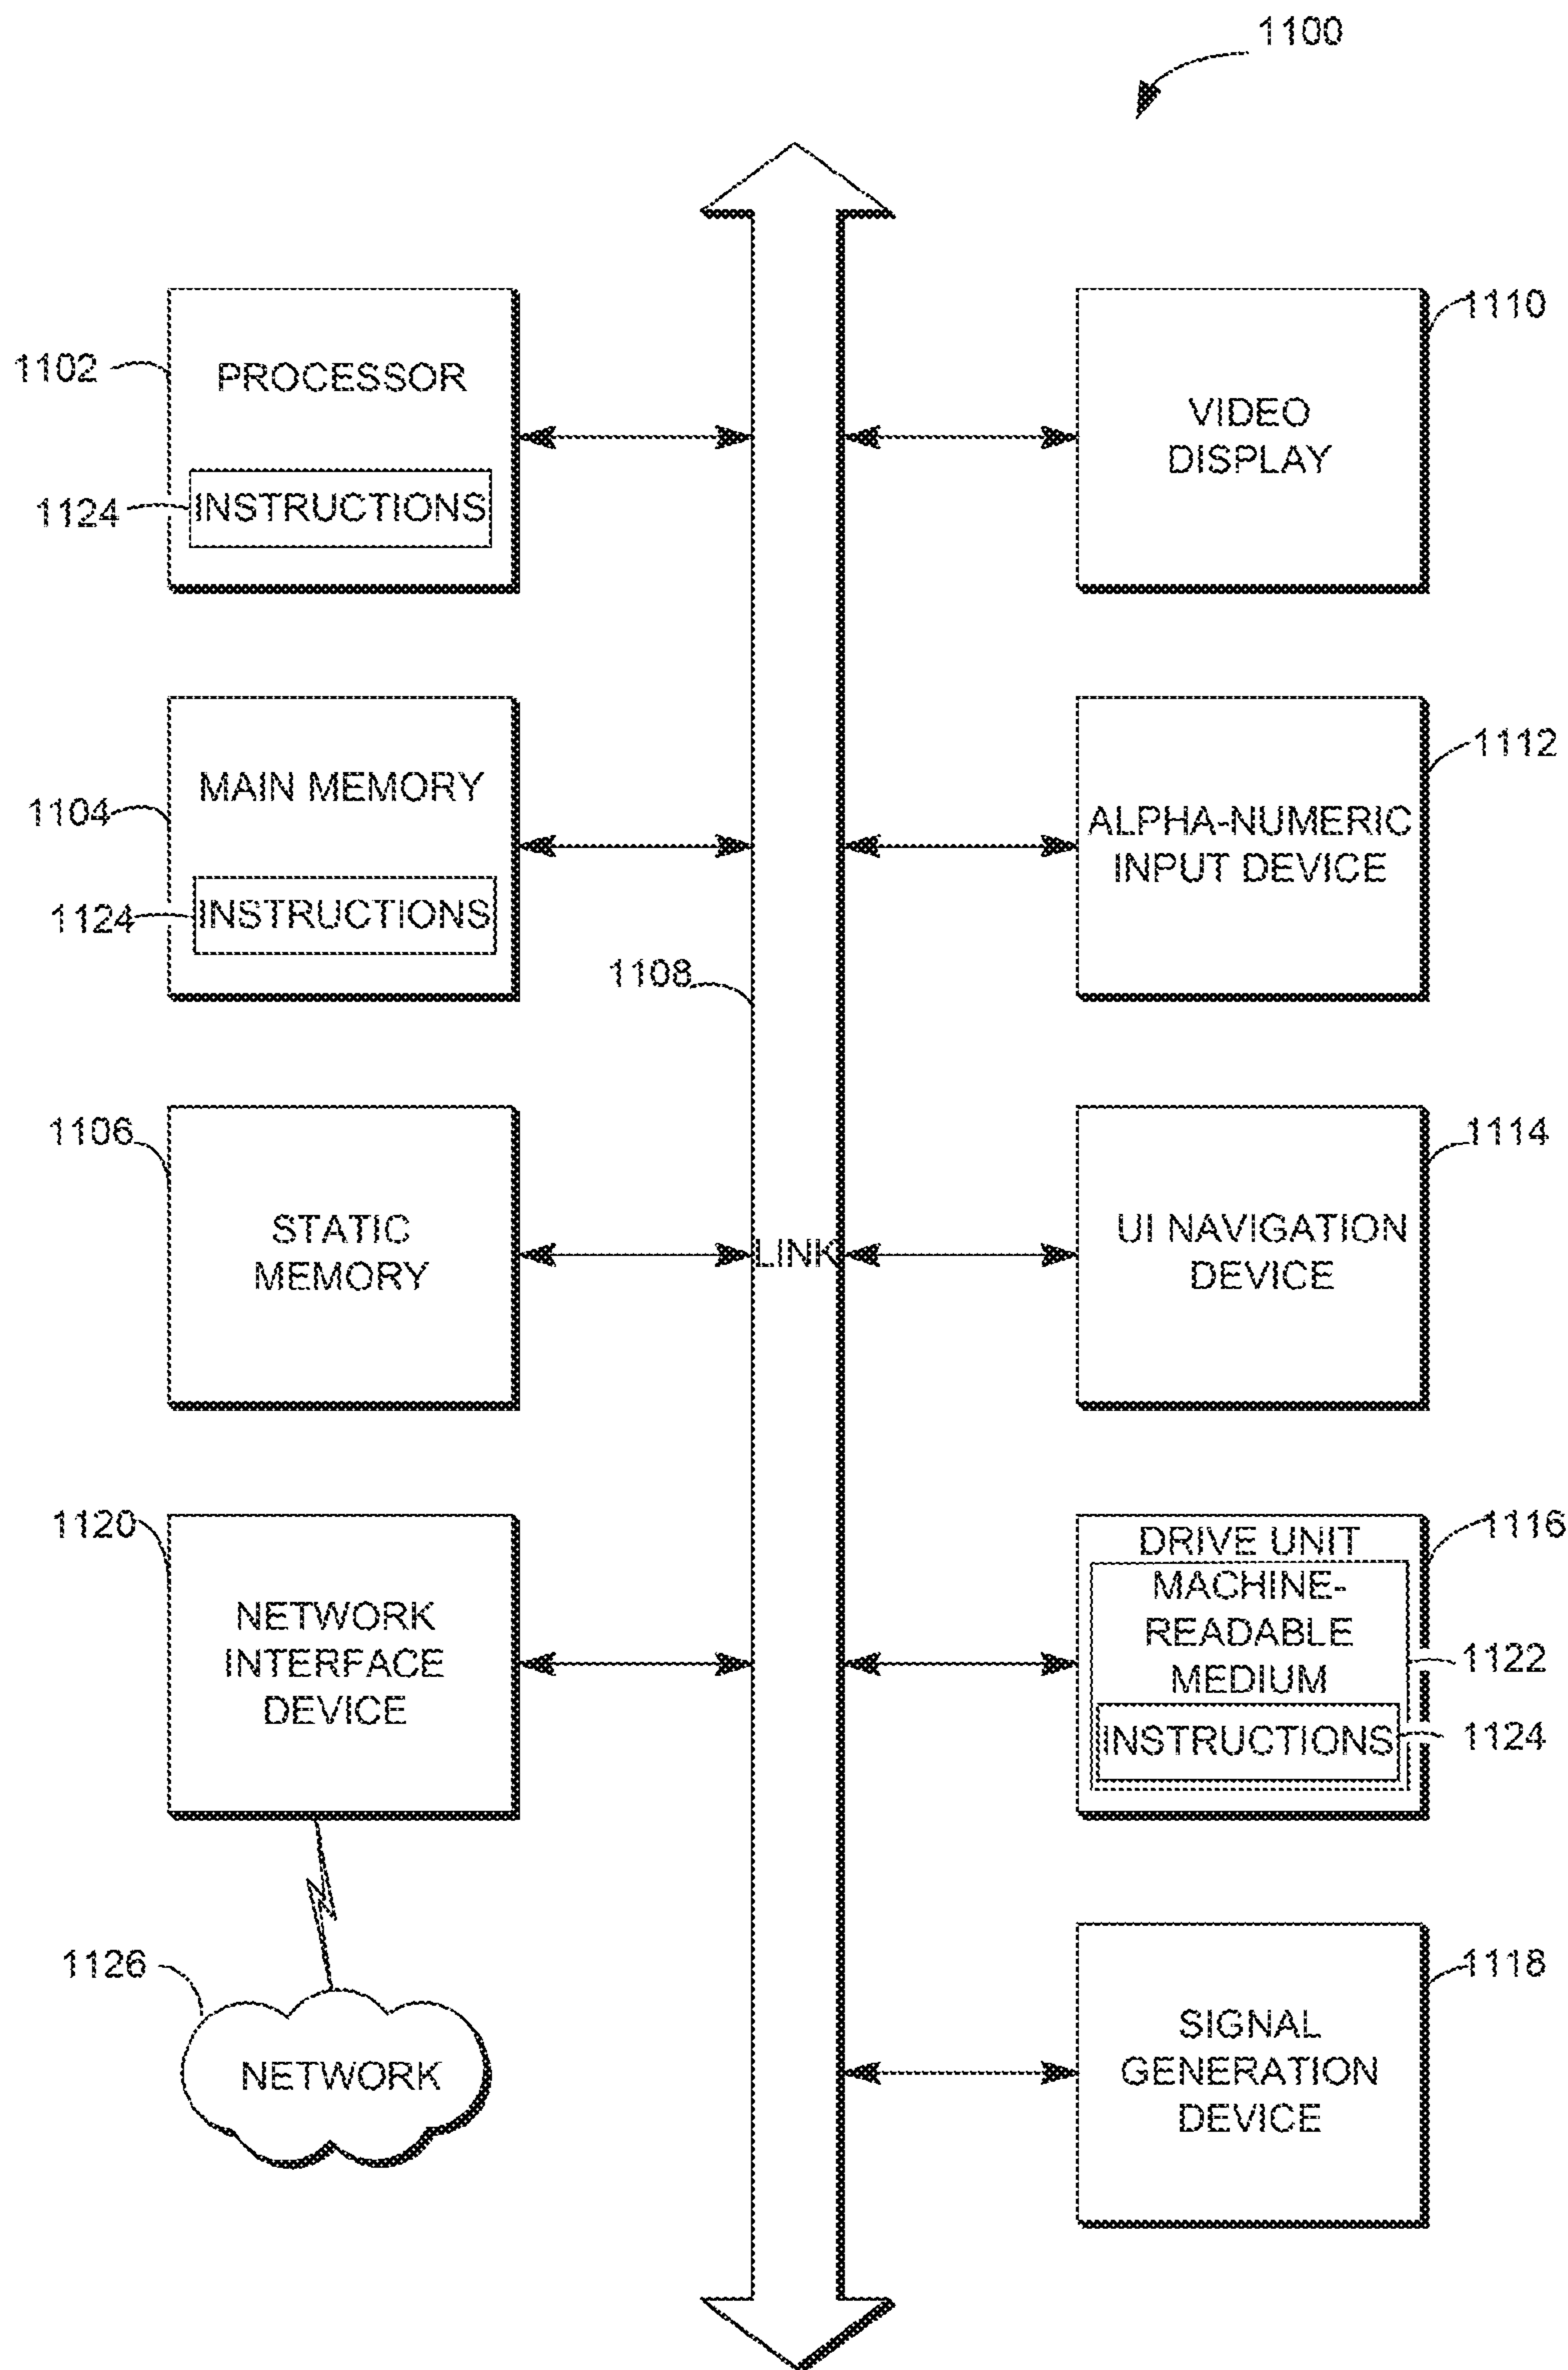 1100
1102
PROCESSOR
1124
INSTRUCTIONS
1110
VIDEO
DISPLAY
1104
MAIN MEMORY
1124
INSTRUCTIONS
1108
1112
ALPHA-NUMERIC
INPUT DEVICE
1106
STATIC
MEMORY
LINK
1114
UI NAVIGATION
DEVICE
1120
NETWORK
INTERFACE
DEVICE
1116
DRIVE UNIT
MACHINE-
READABLE
MEDIUM
1122
INSTRUCTIONS
1124
1126
NETWORK
1118
SIGNAL
GENERATION
DEVICE